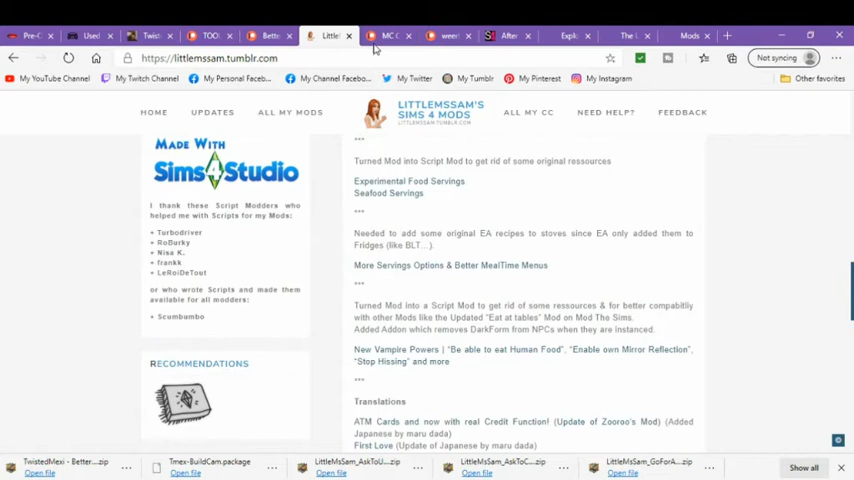 Pre-C
Used
Twist
TOOL
Bette
Littlel
MC C
weer
After
Explo
The L
Mods
https://littlemssam.tumblr.com
Not syncing
My YouTube Channel
My Twitch Channel
My Personal Faceb...
My Channel Facebo...
My Twitter
My Tumblr
My Pinterest
My Instagram
Other favorites
HOME
UPDATES
ALL MY MODS
LITTLEMSSAM'S
SIMS 4 MODS
LITTLEMSSAM.TUMBLR.COM
ALL MY CC
NEED HELP?
FEEDBACK
MADE WITH
Sims4Studio
I thank these Script Modders who
helped me with Scripts for my Mods:
• Turbodriver
• RoBurky
• Nisa K.
• frankk
• LeRoiDeTout
or who wrote Scripts and made them
available for all modders:
• Scumbumbo
RECOMMENDATIONS
***
Turned Mod into Script Mod to get rid of some original ressources
Experimental Food Servings
Seafood Servings
***
Needed to add some original EA recipes to stoves since EA only added them to
Fridges (like BLT...).
More Servings Options & Better MealTime Menus
***
Turned Mod into a Script Mod to get rid of some ressources & for better compabitliy
with other Mods like the Updated "Eat at tables" Mod on Mod The Sims.
Added Addon which removes DarkForm from NPCs when they are instanced.
New Vampire Powers | "Be able to eat Human Food", "Enable own Mirror Reflection",
"Stop Hissing" and more
***
Translations
ATM Cards and now with real Credit Function! (Update of Zooroo's Mod) (Added
Japanese by maru dada)
First Love (Update of Japanese by maru dada)
TwistedMexi - Better....zip
Open file
Tmex-BuildCam.package
Open file
LittleMsSam_AskToU....zip
Open file
LittleMsSam_AskToC....zip
Open file
LittleMsSam_GoForA....zip
Open file
Show all